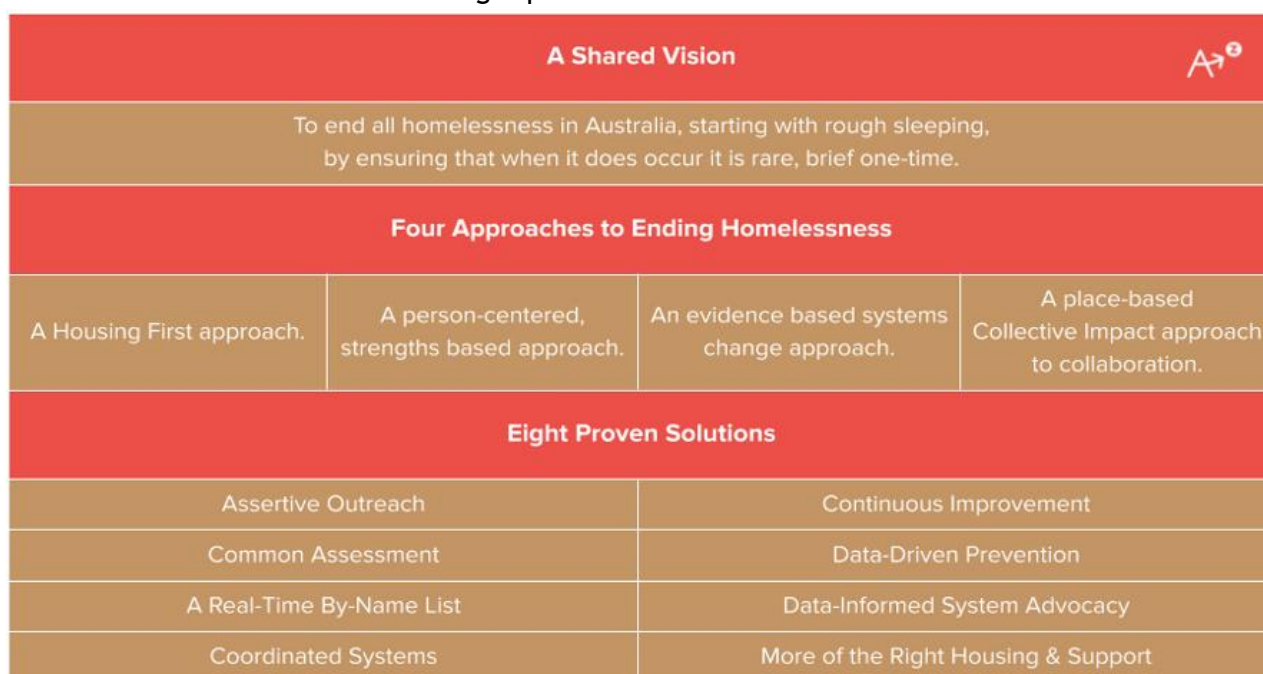 A Shared Vision
A→z
To end all homelessness in Australia, starting with rough sleeping,
by ensuring that when it does occur it is rare, brief one-time.
Four Approaches to Ending Homelessness
A Housing First approach.
A person-centered,
strengths based approach.
An evidence based systems
change approach.
A place-based
Collective Impact approach
to collaboration.
Eight Proven Solutions
Assertive Outreach
Continuous Improvement
Common Assessment
Data-Driven Prevention
A Real-Time By-Name List
Data-Informed System Advocacy
Coordinated Systems
More of the Right Housing & Support